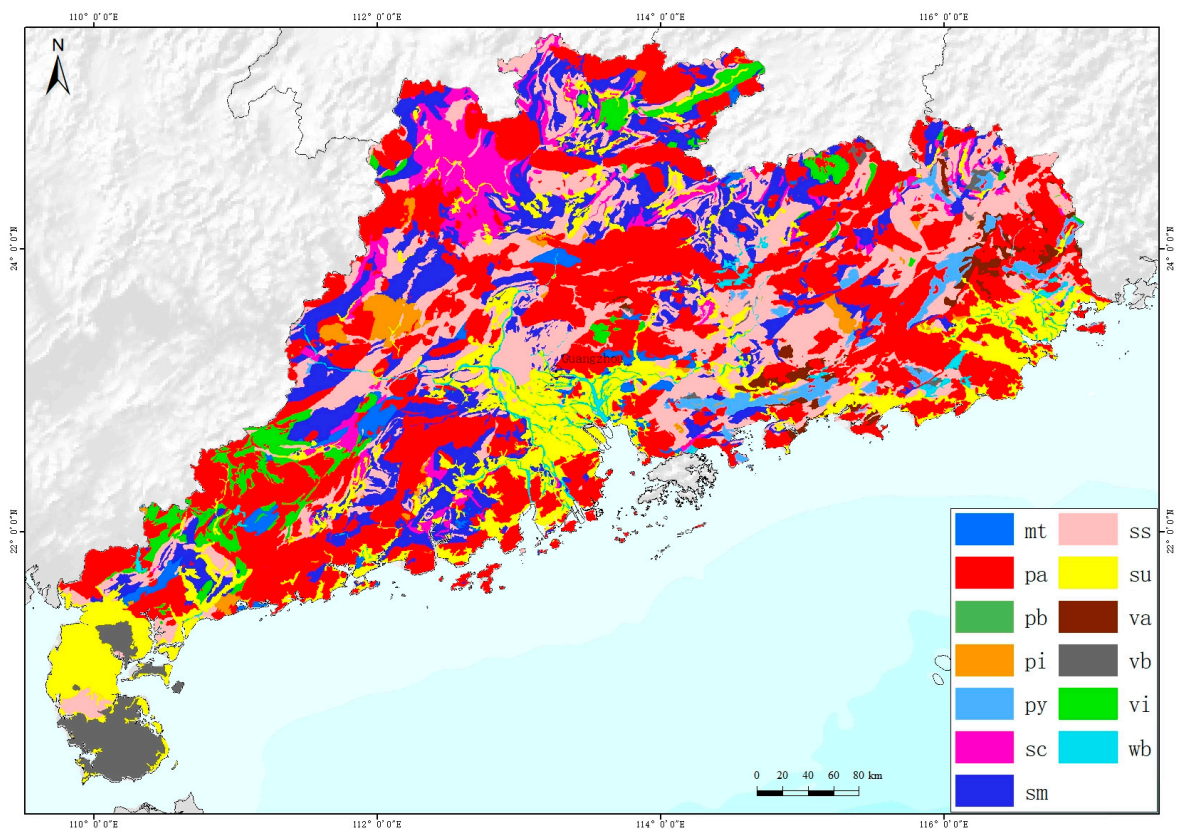 110° 0'0"E 112° 0'0"E 114° 0'0"E 116° 0'0"E
N
24° 0'0"N 24° 0'0"N
Guangzhou
22° 0'0"N 22° 0'0"N
mt ss
pa su
pb va
pi vb
py vi
sc wb
sm
0 20 40 60 80 km
110° 0'0"E 112° 0'0"E 114° 0'0"E 116° 0'0"E